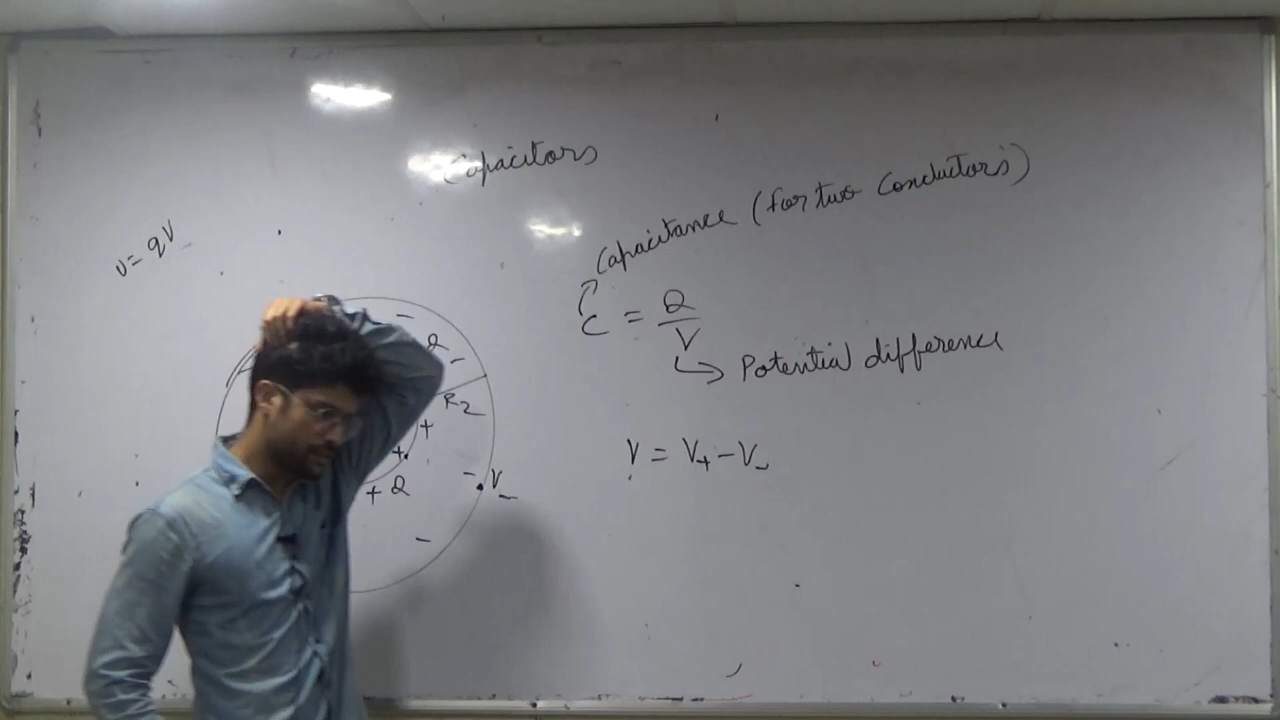 Capacitors
Capacitance (for two Conductors)
U = qV
C = Q/V
Potential difference
V = V+ - V-
-
Q
-
R2
+
+
+ Q
- V-
-